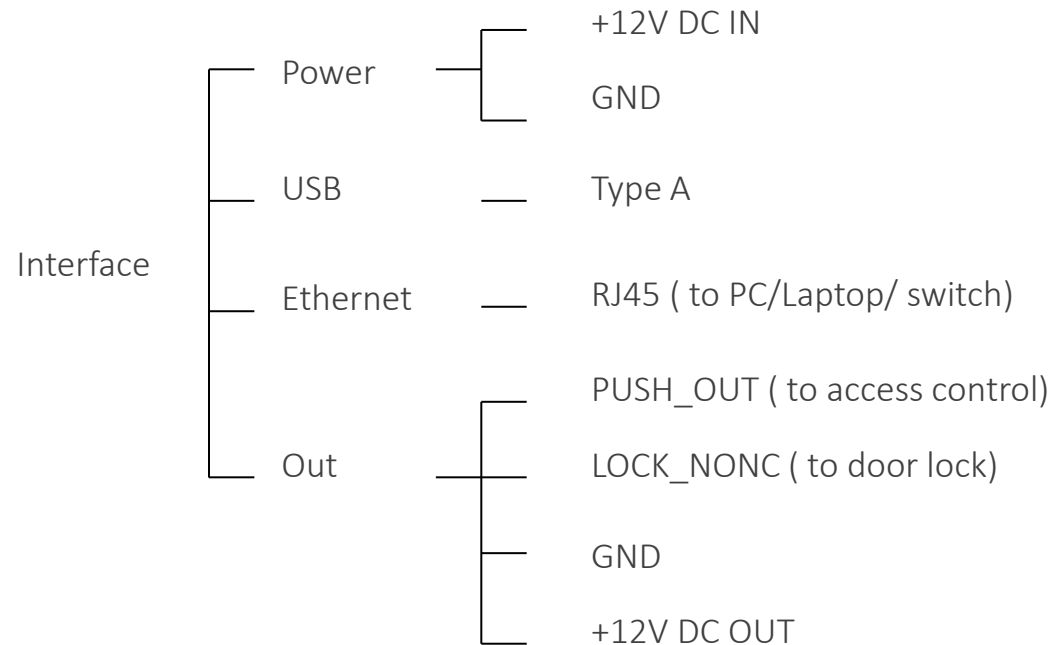 +12V DC IN
Power
GND
USB
Type A
Interface
Ethernet
RJ45 ( to PC/Laptop/ switch)
PUSH_OUT ( to access control)
Out
LOCK_NONC ( to door lock)
GND
+12V DC OUT